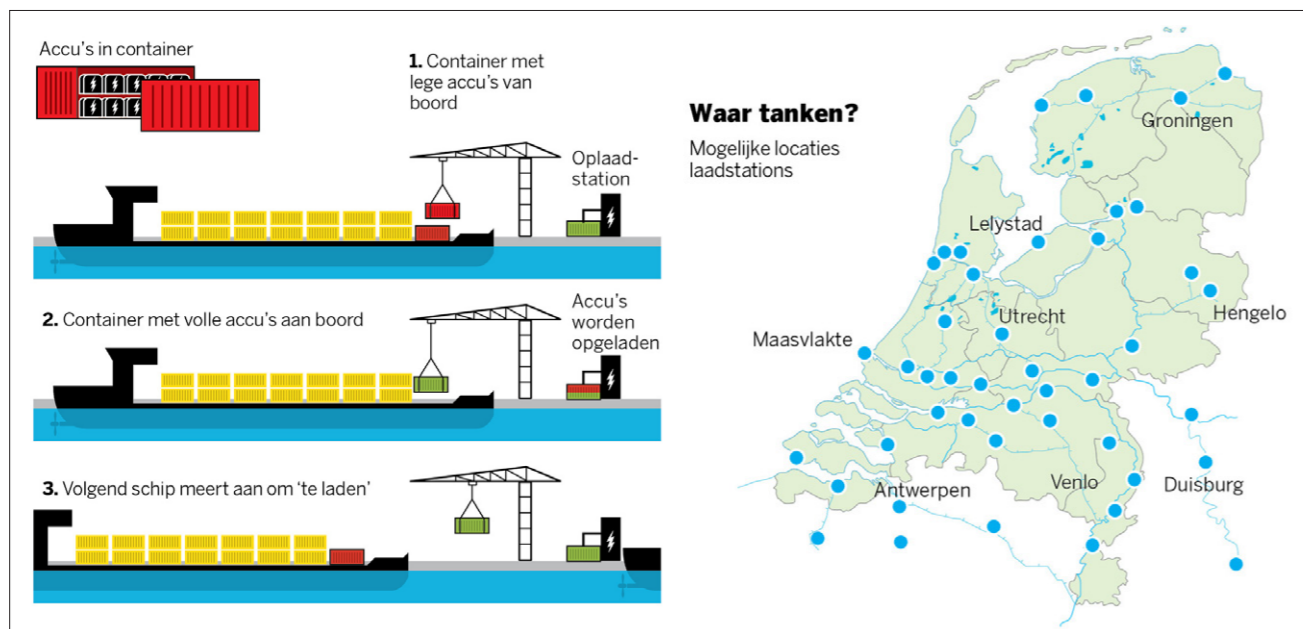 Accu's in container
1. Container met
lege accu's van
boord
Oplaad-
station
2. Container met volle accu's aan boord
Accu's
worden
opgeladen
3. Volgend schip meert aan om ‘te laden’
Waar tanken?
Mogelijke locaties
laadstations
Groningen
Lelystad
Hengelo
Utrecht
Maasvlakte
Antwerpen
Venlo
Duisburg